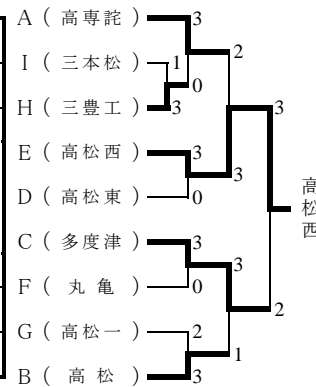 A ( 高専詫 ) 3
2
I ( 三本松 ) 1
0
H ( 三豊工 ) 3
3
E ( 高松西 ) 3
3
D ( 高松東 ) 0
高松西
C ( 多度津 ) 3
3
F ( 丸亀 ) 0
2
G ( 高松一 ) 2
1
B ( 高松 ) 3